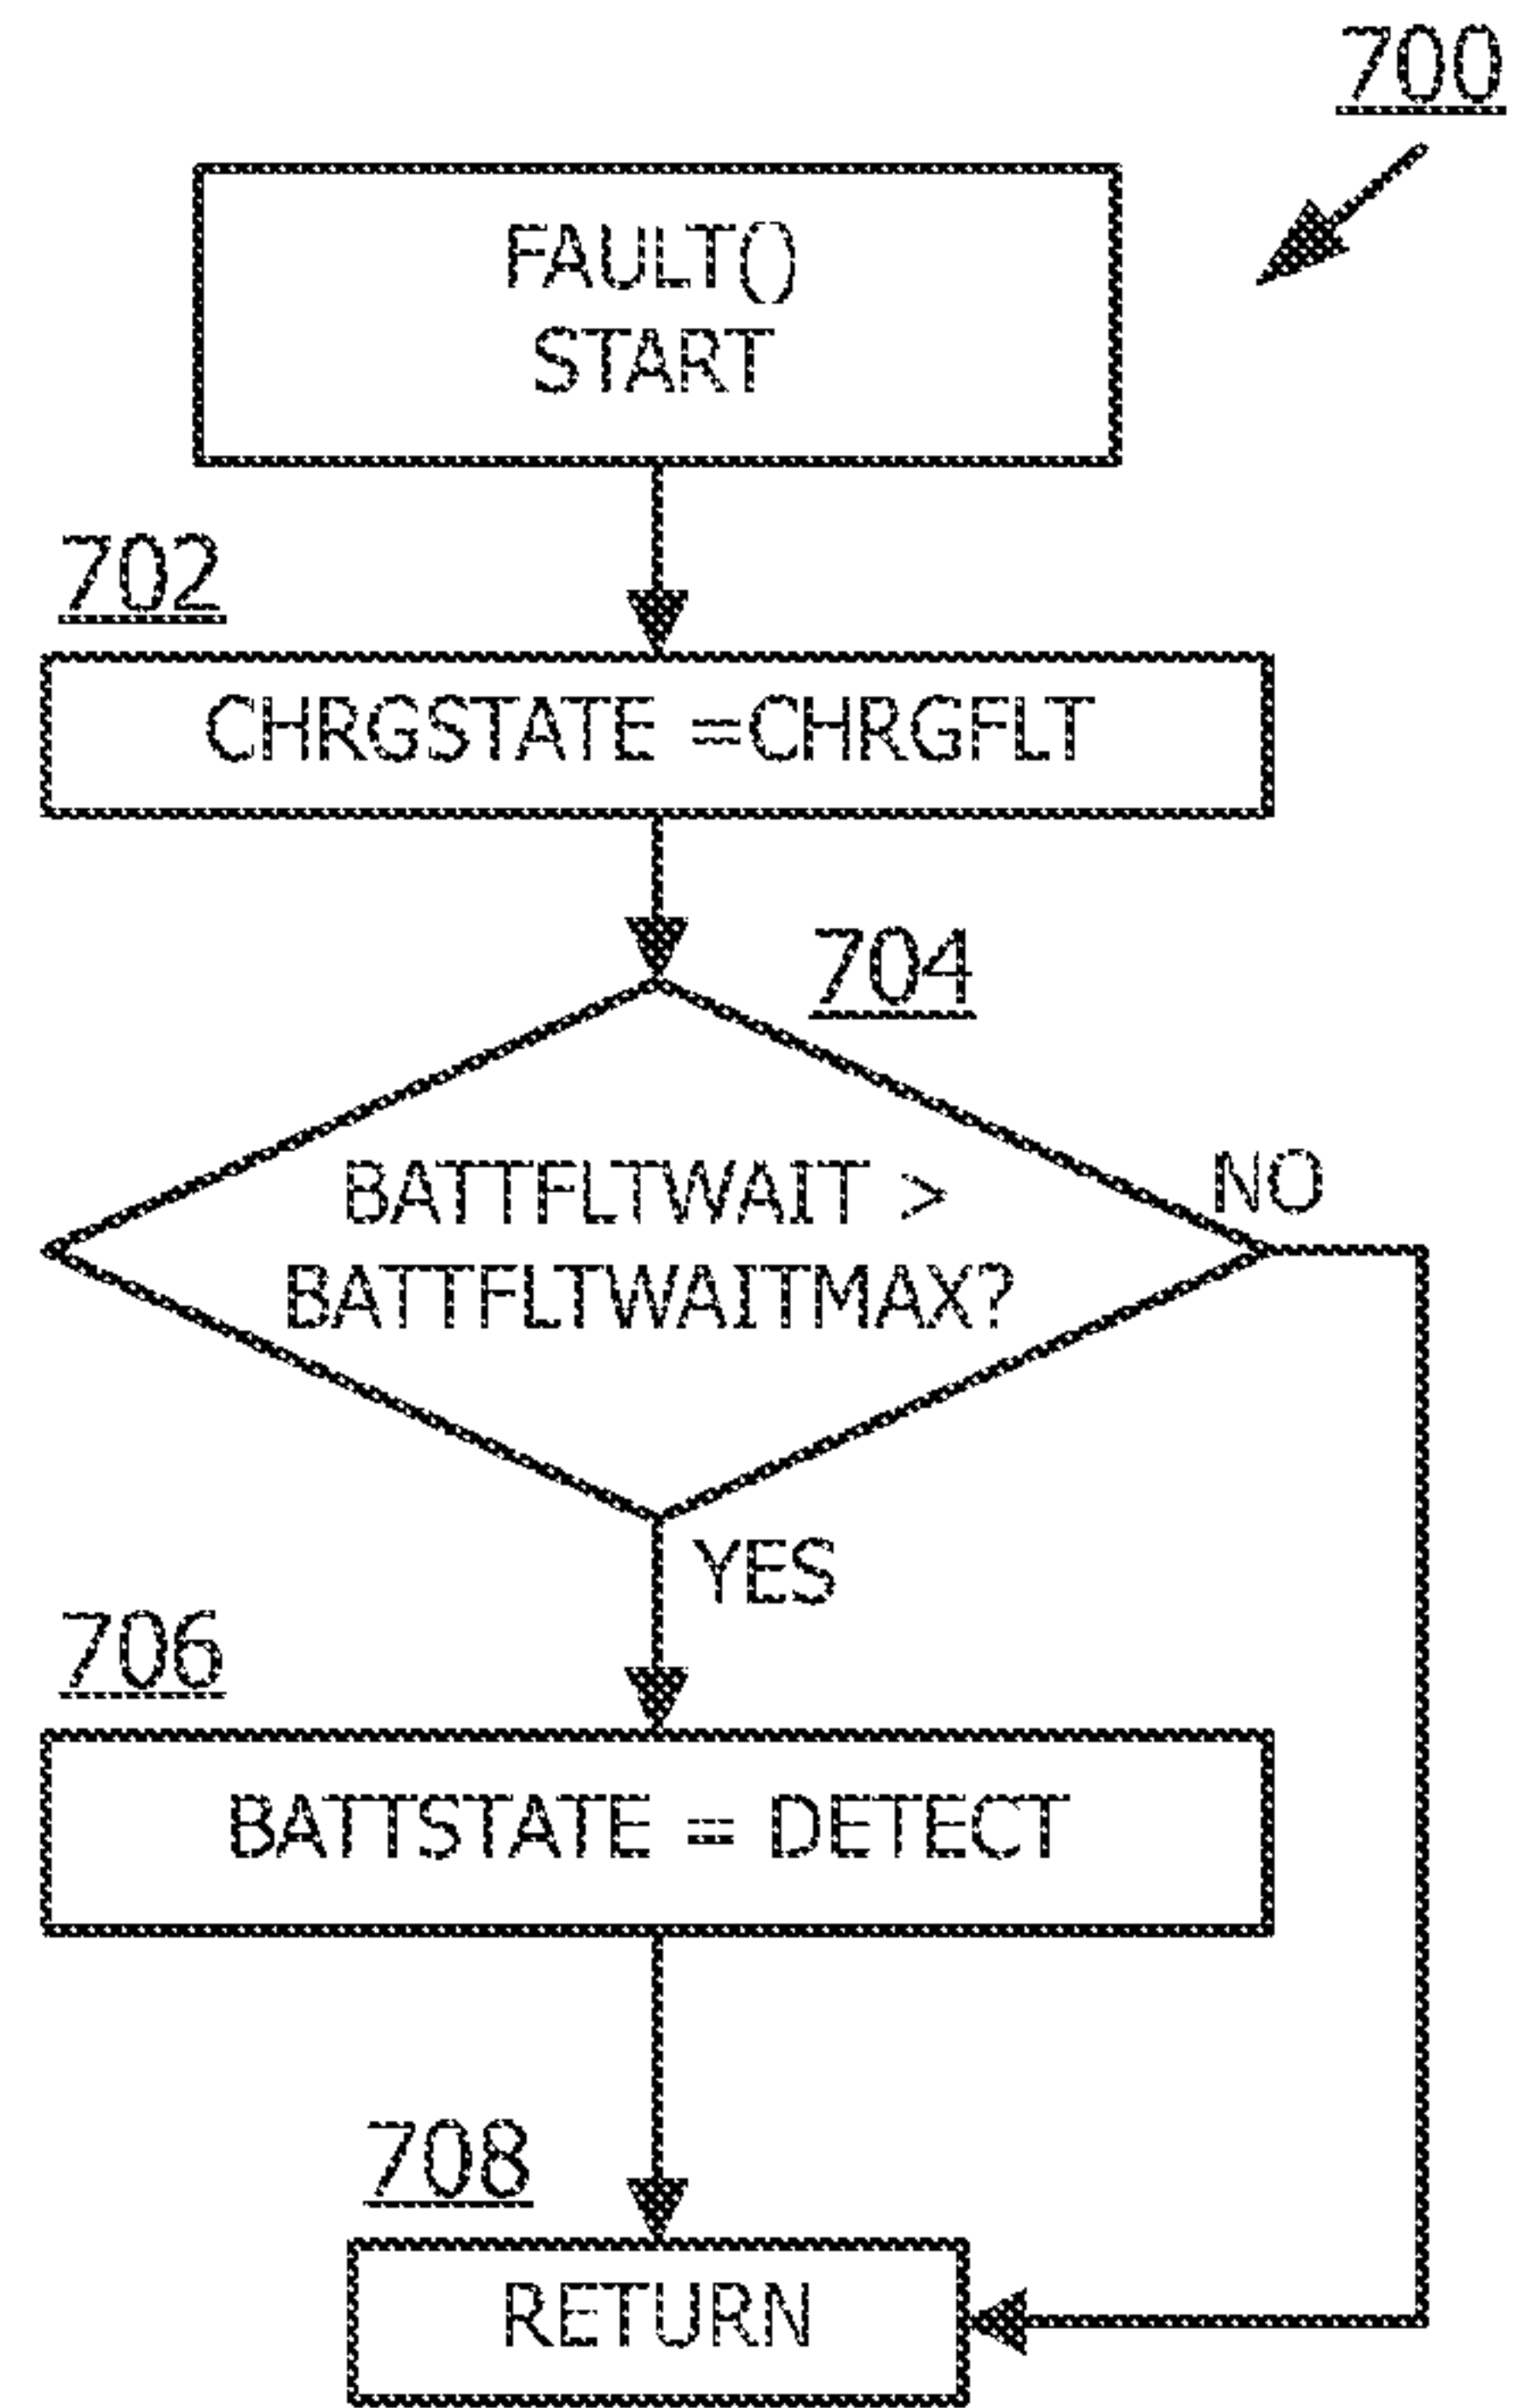 700
FAULT()
START
702
CHRGSTATE =CHRGFLT
704
BATTFLTWAIT >
BATTFLTWAITMAX?
NO
YES
706
BATTSTATE = DETECT
708
RETURN